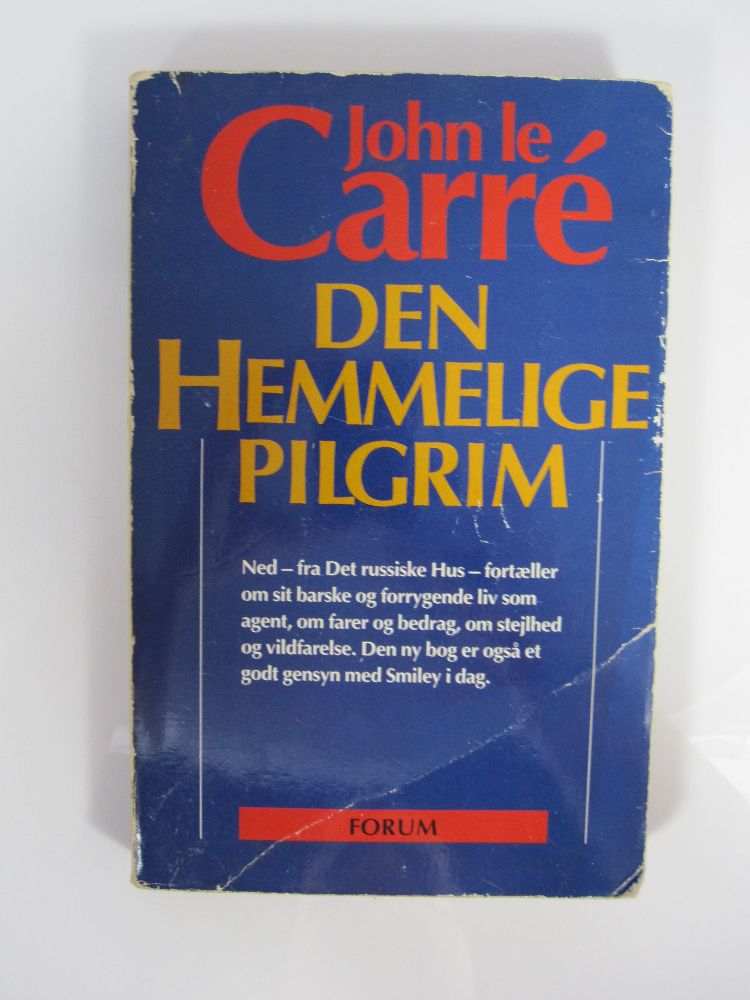 John le
Carré
DEN
HEMMELIGE
PILGRIM
Ned – fra Det russiske Hus – fortæller
om sit barske og forrygende liv som
agent, om farer og bedrag, om stejlhed
og vildfarelse. Den ny bog er også et
godt gensyn med Smiley i dag.
FORUM